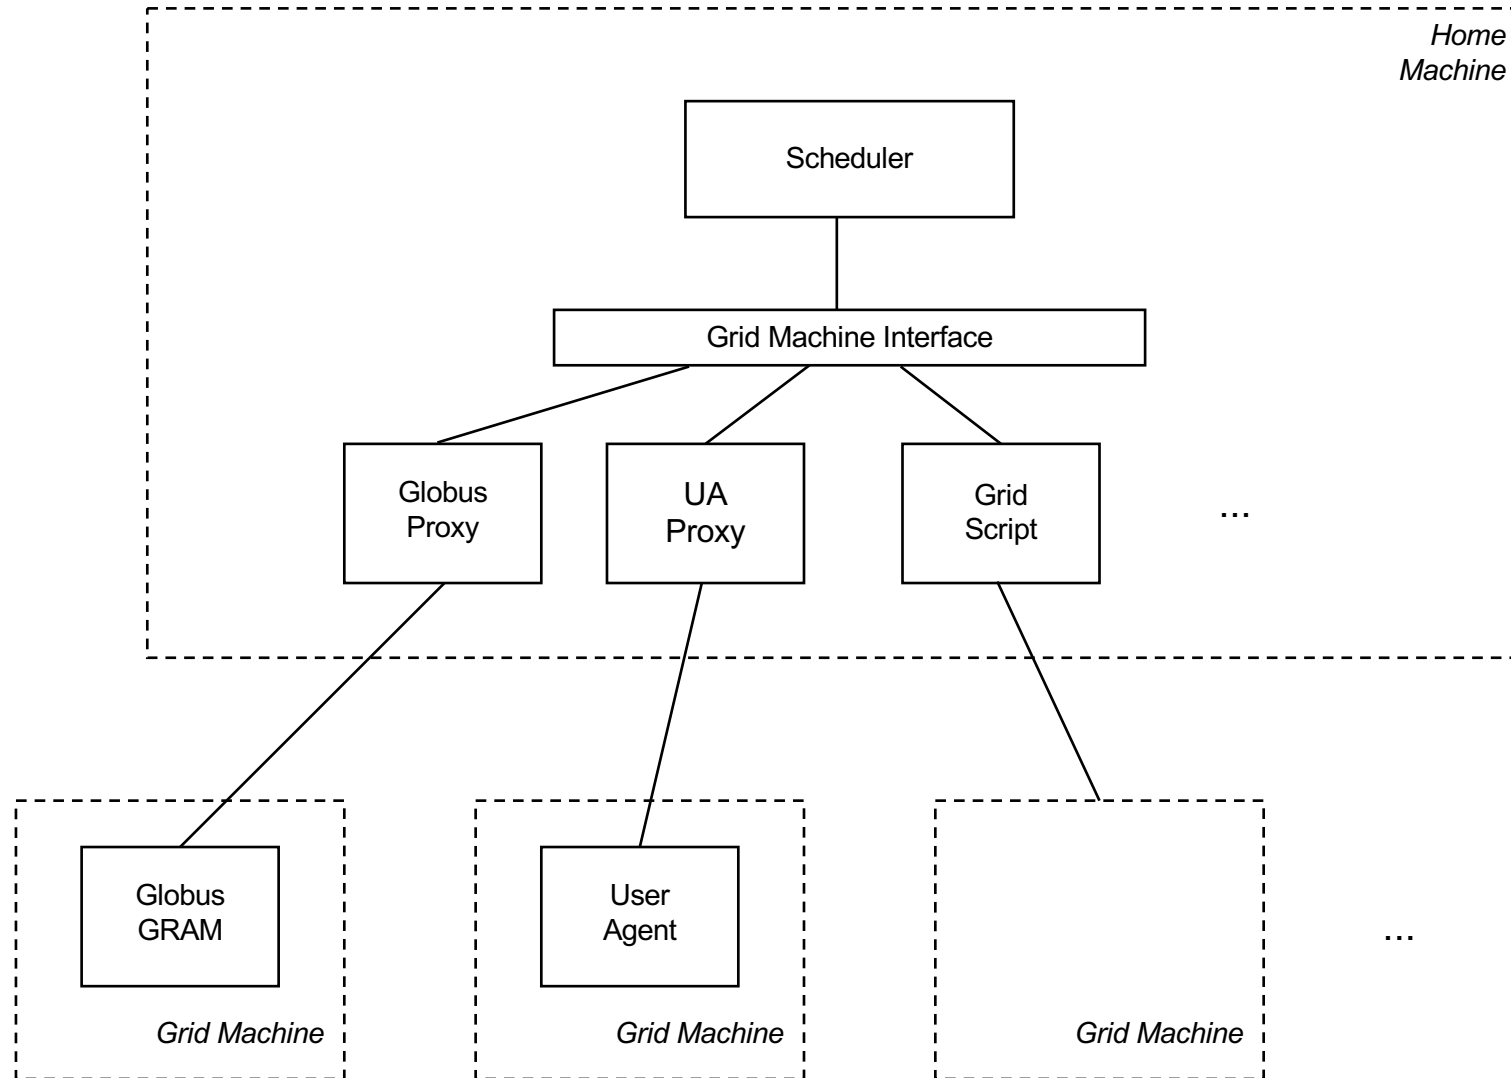 Home
Machine
Scheduler
Grid Machine Interface
Globus
Proxy
UA
Proxy
Grid
Script
...
Globus
GRAM
User
Agent
...
Grid Machine
Grid Machine
Grid Machine